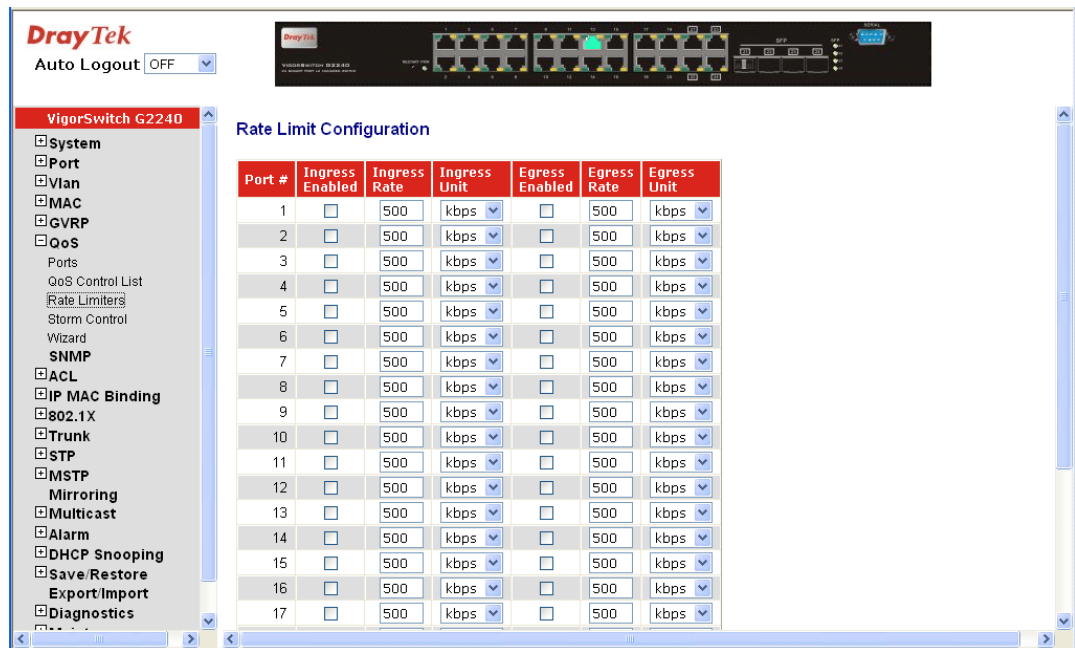 DrayTek
Auto Logout OFF
DrayTek
VIGORSWITCH G2240
SFP
SERIAL
VigorSwitch G2240
System
Port
Vlan
MAC
GVRP
QoS
Ports
QoS Control List
Rate Limiters
Storm Control
Wizard
SNMP
ACL
IP MAC Binding
802.1X
Trunk
STP
MSTP
Mirroring
Multicast
Alarm
DHCP Snooping
Save/Restore
Export/Import
Diagnostics
Rate Limit Configuration
Port # Ingress Enabled Ingress Rate Ingress Unit Egress Enabled Egress Rate Egress Unit
1 500 kbps 500 kbps
2 500 kbps 500 kbps
3 500 kbps 500 kbps
4 500 kbps 500 kbps
5 500 kbps 500 kbps
6 500 kbps 500 kbps
7 500 kbps 500 kbps
8 500 kbps 500 kbps
9 500 kbps 500 kbps
10 500 kbps 500 kbps
11 500 kbps 500 kbps
12 500 kbps 500 kbps
13 500 kbps 500 kbps
14 500 kbps 500 kbps
15 500 kbps 500 kbps
16 500 kbps 500 kbps
17 500 kbps 500 kbps